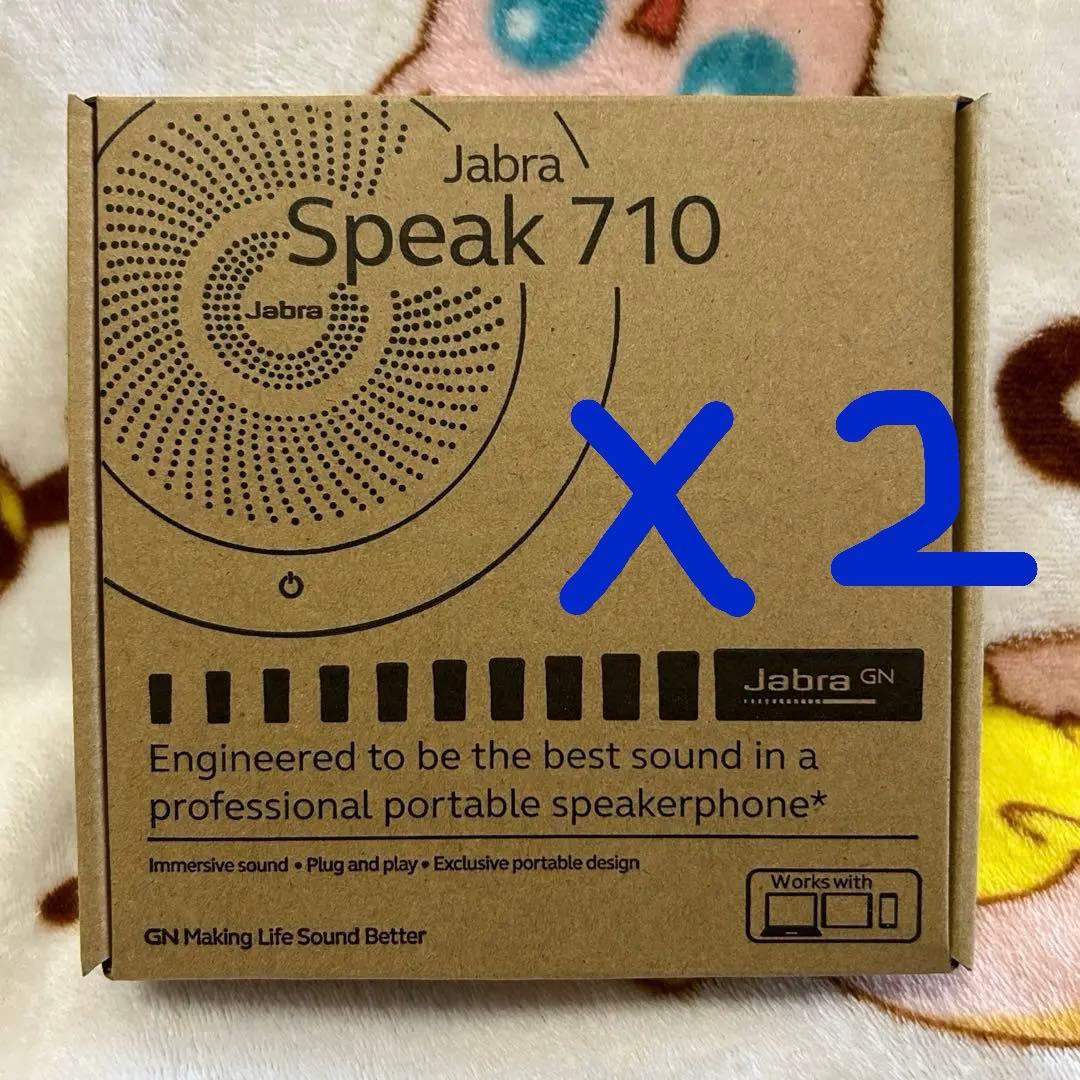 Jabra
Speak 710
Jabra
X 2
Jabra GN
Engineered to be the best sound in a
professional portable speakerphone*
Immersive sound • Plug and play • Exclusive portable design
Works with
GN Making Life Sound Better